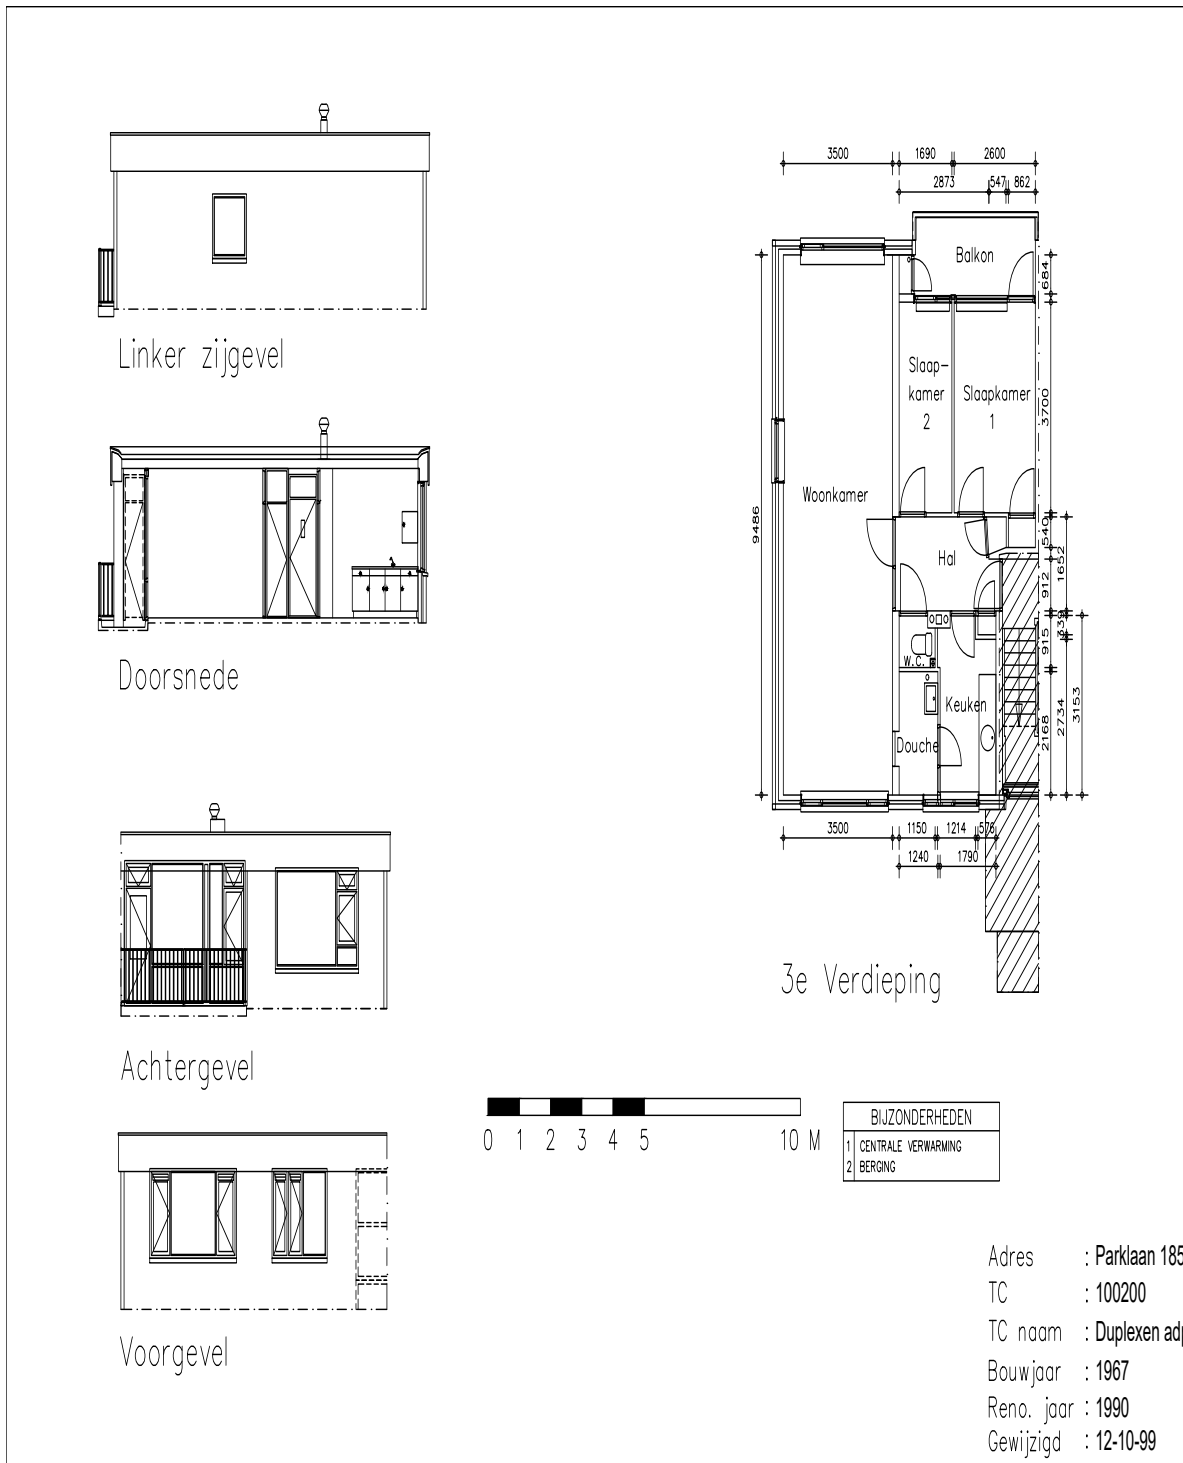 Linker zijgevel
Doorsnede
Achtergevel
Voorgevel
3500 1690 2600
2873 547 862
Balkon
684
Slaap-
kamer
2
Slaapkamer
1
3700
Woonkamer
9486
540
Hal
1652
912
339
915
W.C.
Keuken
Douche
2168
2734
3153
3500 1150 1214 576
1240 1790
3e Verdieping
0 1 2 3 4 5 10 M
BIJZONDERHEDEN
1 CENTRALE VERWARMING
2 BERGING
Adres : Parklaan 185
TC : 100200
TC naam : Duplexen adp
Bouwjaar : 1967
Reno. jaar : 1990
Gewijzigd : 12-10-99